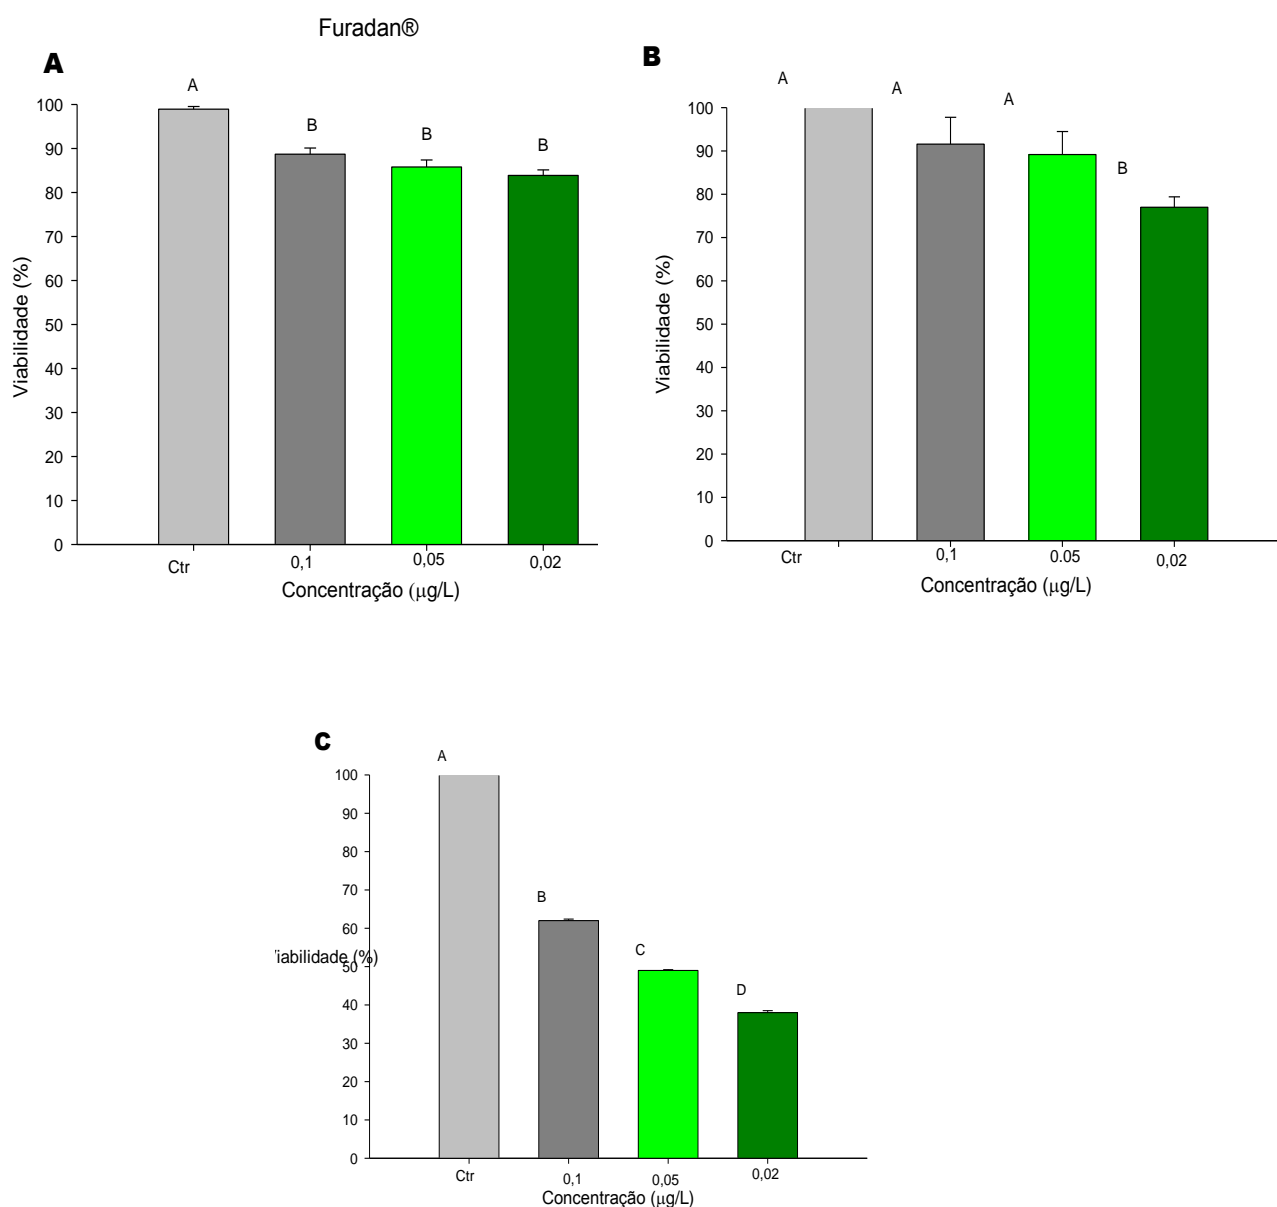 Furadan®
A
A
B
B
B
100
90
80
70
60
50
40
30
20
10
0
Viabilidade (%)
Ctr
0,1
0,05
0,02
Concentração (µg/L)
B
A
A
A
B
100
90
80
70
60
50
40
30
20
10
0
Viabilidade (%)
Ctr
0,1
0.05
0,02
Concentração (µg/L)
C
A
B
C
D
100
90
80
70
60
50
40
30
20
10
0
iabilidade (%)
Ctr
0,1
0,05
0,02
Concentração (µg/L)